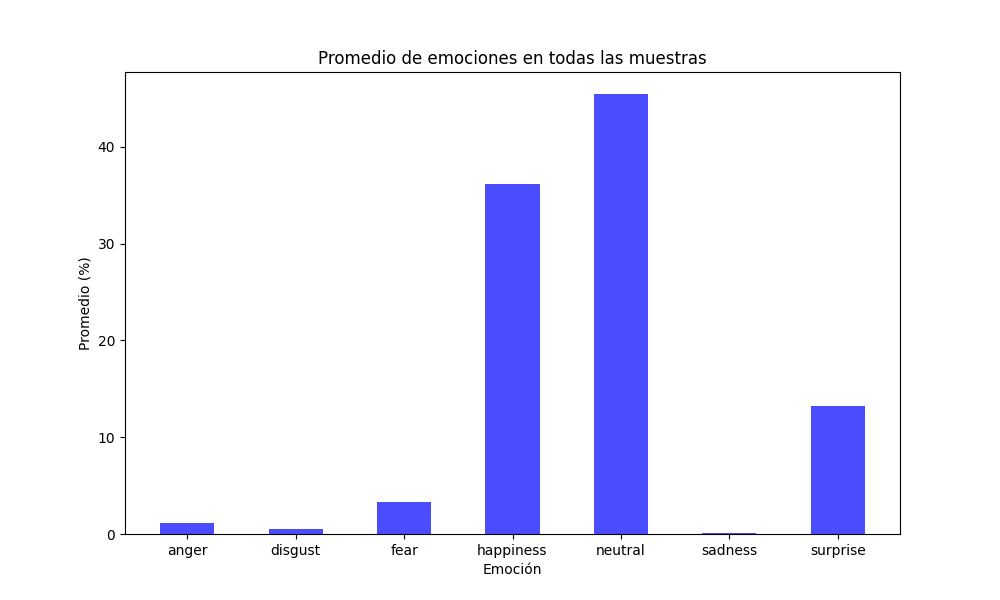 Promedio de emociones en todas las muestras
Promedio (%)
40
30
20
10
0
anger disgust fear happiness neutral sadness surprise
Emoción